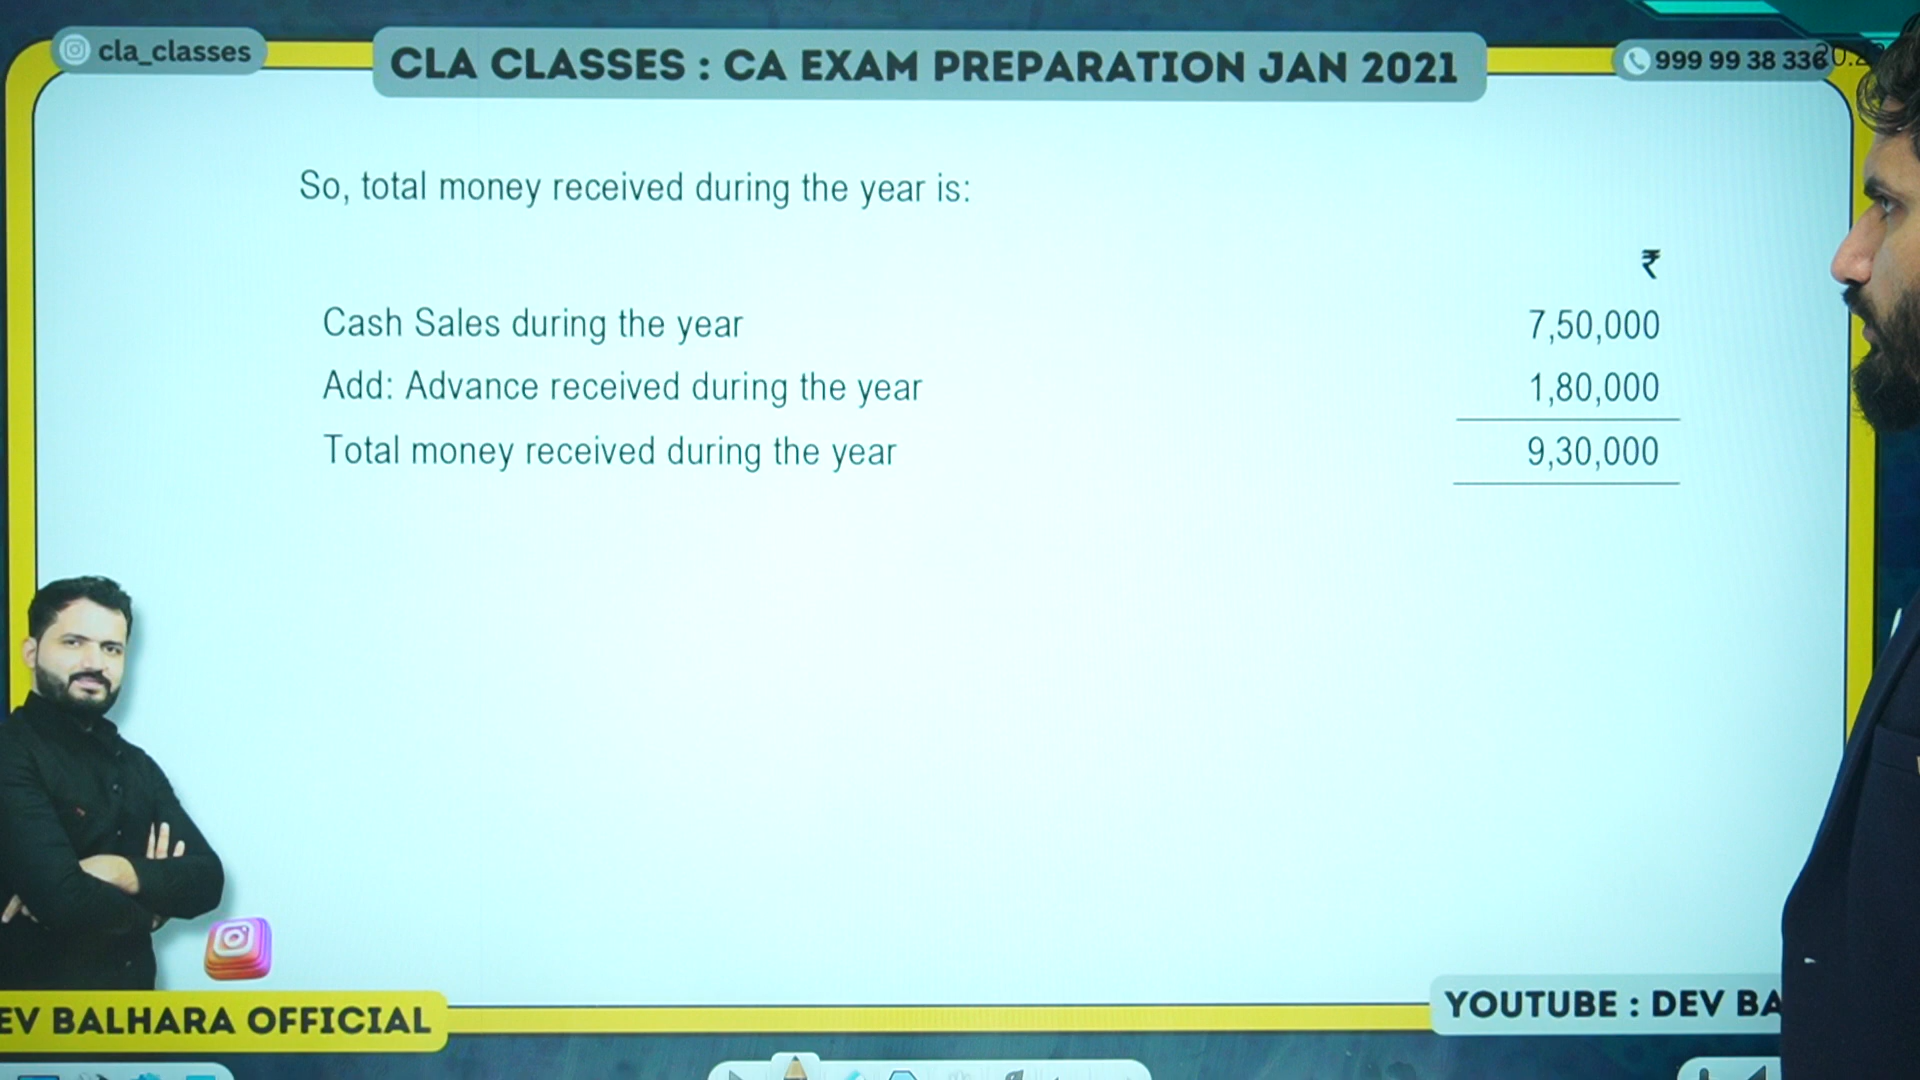 cla_classes
CLA CLASSES : CA EXAM PREPARATION JAN 2021
999 99 38 336
So, total money received during the year is:
₹
Cash Sales during the year 7,50,000
Add: Advance received during the year 1,80,000
Total money received during the year 9,30,000
EV BALHARA OFFICIAL
YOUTUBE : DEV BA